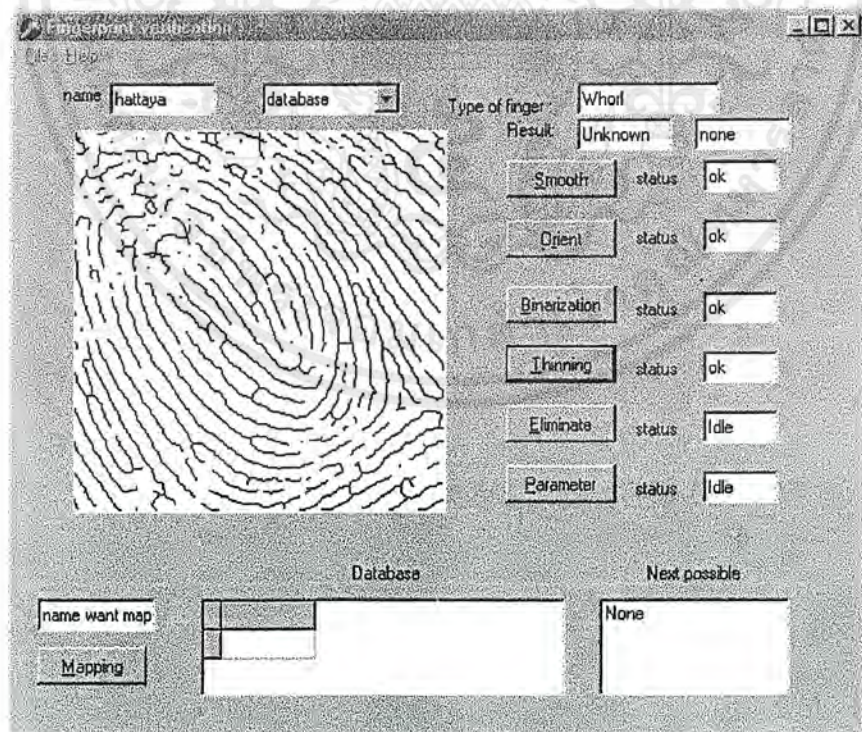 Fingerprint verification
File Help
name hattaya database
Type of finger : Whorl
Result Unknown none
Smooth status ok
Orient status ok
Binarization status ok
Thinning status ok
Eliminate status Idle
Parameter status Idle
Database Next possible
name want map None
Mapping